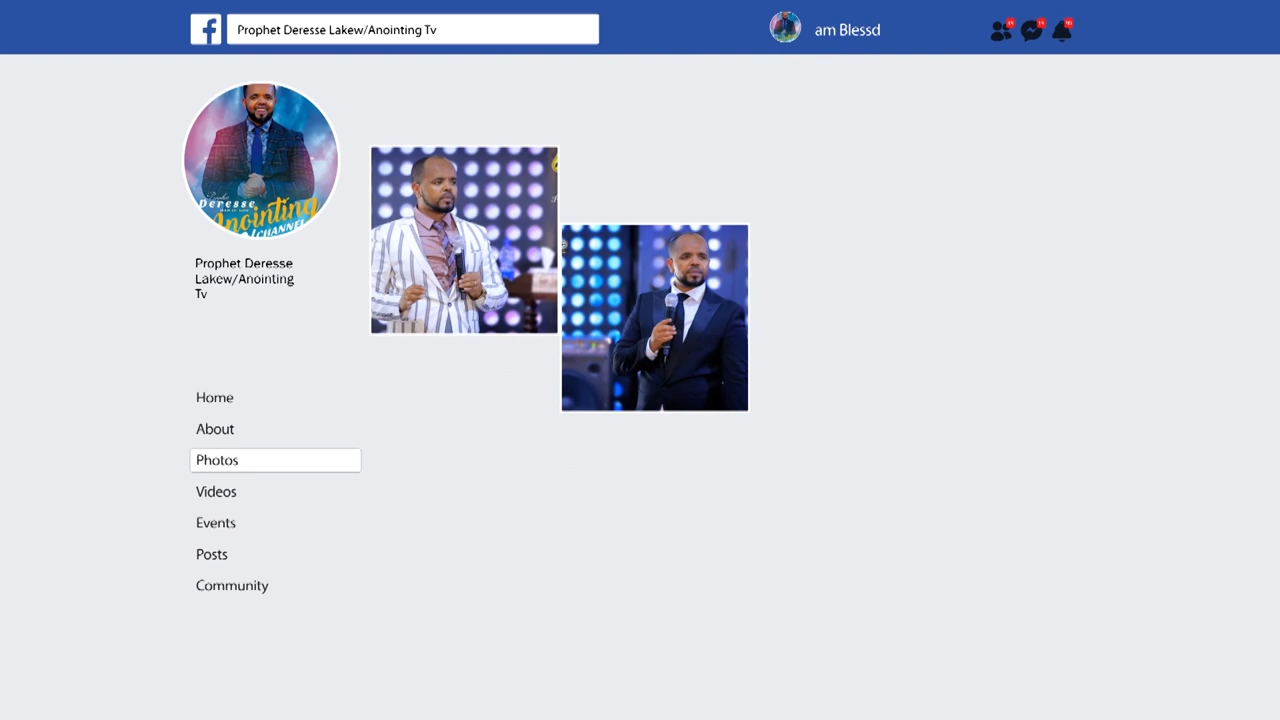 Prophet Deresse Lakew/Anointing Tv
am Blessd
Deresse
Anointing
CHANNEL
Prophet Deresse
Lakew/Anointing
Tv
Home
About
Photos
Videos
Events
Posts
Community